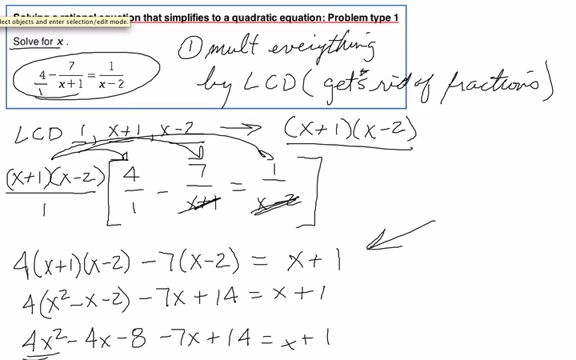 Solving a rational equation that simplifies to a quadratic equation: Problem type 1
elect objects and enter selection/edit mode.
Solve for x.
4 - 7/(x+1) = 1/(x-2)
1
① mult everything
by LCD (gets rid of fractions)
LCD 1, x+1, x-2 → (x+1)(x-2)
(x+1)(x-2)/1 [4/1 - 7/(x+1) = 1/(x-2)]
4(x+1)(x-2) - 7(x-2) = x+1
4(x² - x - 2) - 7x + 14 = x + 1
4x² - 4x - 8 - 7x + 14 = x + 1